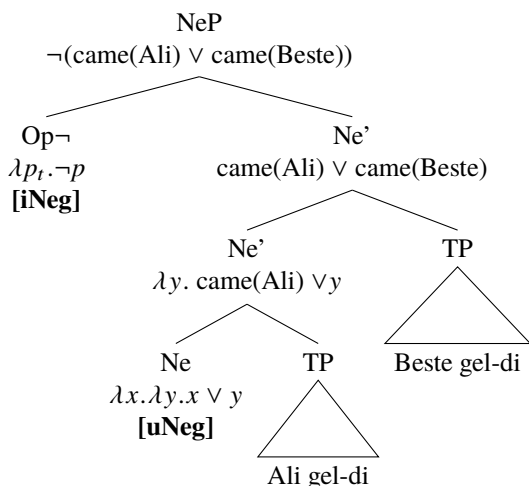 NeP
¬(came(Ali) ∨ came(Beste))
Op¬ Ne’
λpₜ.¬p came(Ali) ∨ came(Beste)
[iNeg]
Ne’ TP
λy. came(Ali) ∨y
Ne TP Beste gel-di
λx.λy.x ∨ y
[uNeg]
Ali gel-di